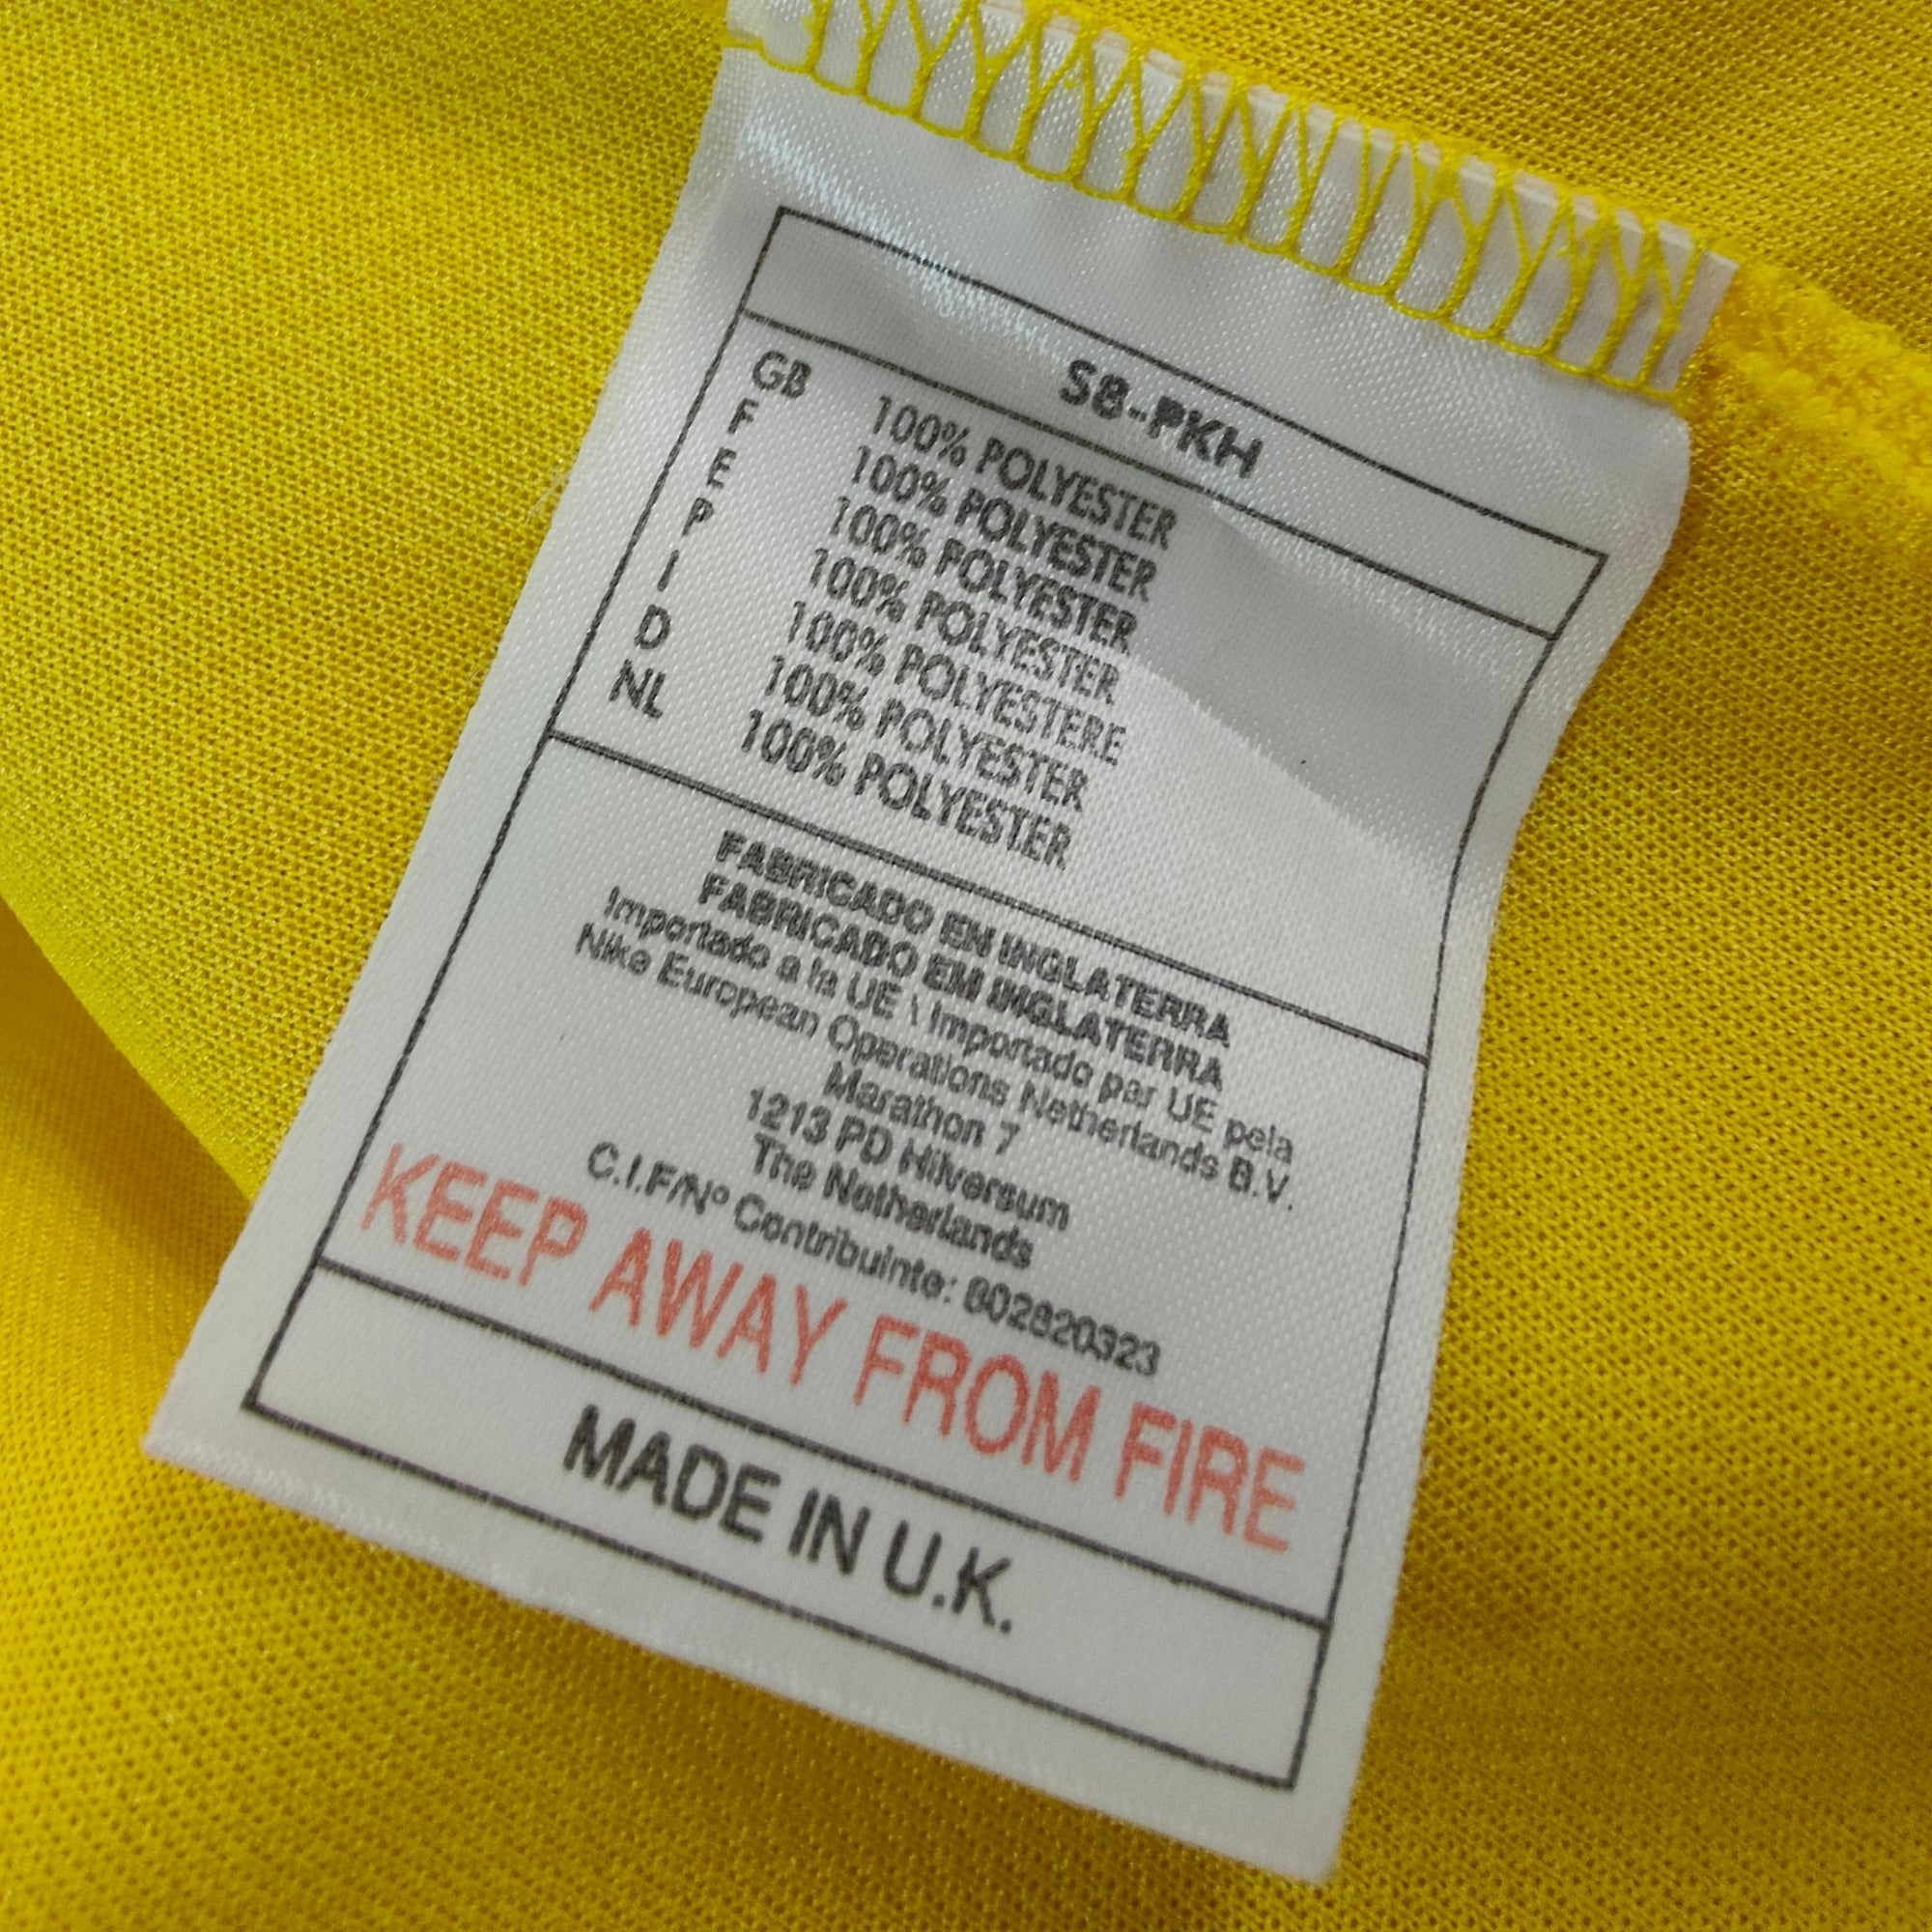 S8-PKH
GB 100% POLYESTER
F 100% POLYESTER
E 100% POLYESTER
P 100% POLYESTER
I 100% POLYESTERE
D 100% POLYESTER
NL 100% POLYESTER
FABRICADO EN INGLATERRA
FABRICADO EM INGLATERRA
Importado a la UE \ Importado par UE pela
Nike European Operations Netherlands B.V.
Marathon 7
1213 PD Hilversum
The Netherlands
C.I.F/Nº Contribuinte: 802820323
KEEP AWAY FROM FIRE
MADE IN U.K.